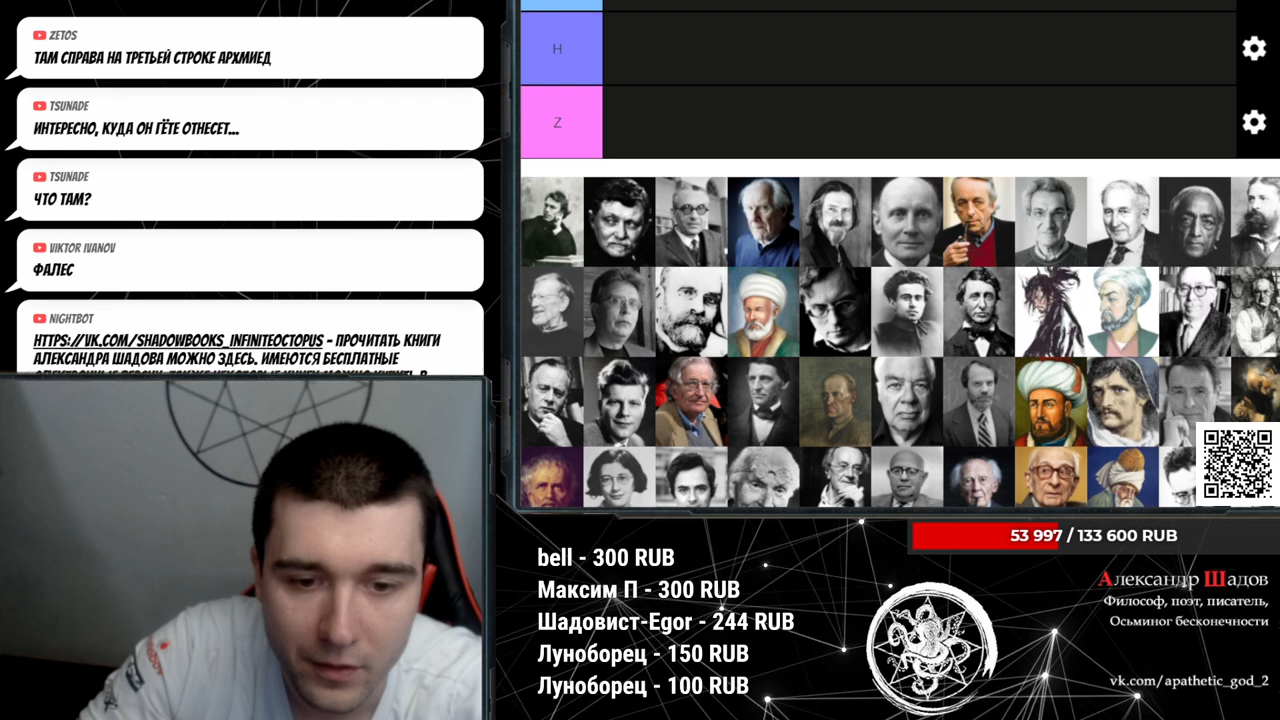 ZETOS
ТАМ СПРАВА НА ТРЕТЬЕЙ СТРОКЕ АРХМИЕД
TSUNADE
ИНТЕРЕСНО, КУДА ОН ГЁТЕ ОТНЕСЕТ...
TSUNADE
ЧТО ТАМ?
VIKTOR IVANOV
ФАЛЕС
NIGHTBOT
HTTPS://VK.COM/SHADOWBOOKS_INFINITEOCTOPUS - ПРОЧИТАТЬ КНИГИ
АЛЕКСАНДРА ШАДОВА МОЖНО ЗДЕСЬ. ИМЕЮТСЯ БЕСПЛАТНЫЕ
H
Z
bell - 300 RUB
Максим П - 300 RUB
Шадовист-Egor - 244 RUB
Луноборец - 150 RUB
Луноборец - 100 RUB
53 997 / 133 600 RUB
Александр Шадов
Философ, поэт, писатель,
Осьминог бесконечности
vk.com/apathetic_god_2